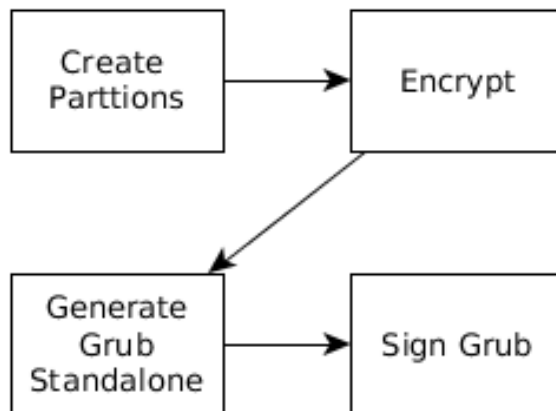 Create
Parttions
Encrypt
Generate
Grub
Standalone
Sign Grub